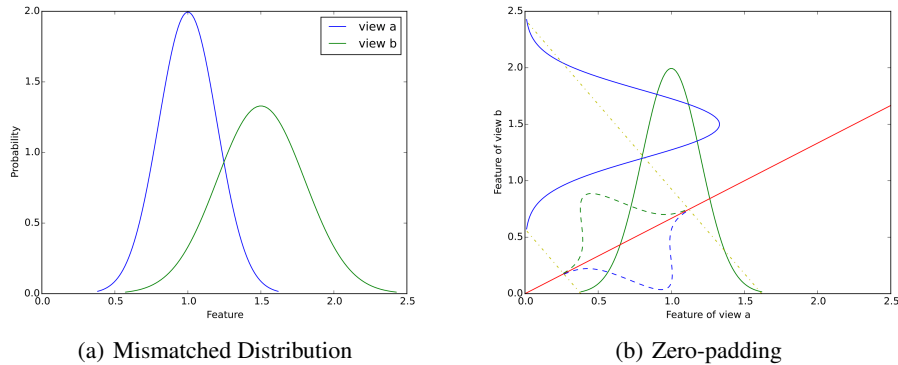 2.0
1.5
1.0
0.5
0.0
Probability
view a
view b
0.0 0.5 1.0 1.5 2.0 2.5
Feature
(a) Mismatched Distribution
2.5
2.0
1.5
1.0
0.5
0.0
Feature of view b
0.0 0.5 1.0 1.5 2.0 2.5
Feature of view a
(b) Zero-padding